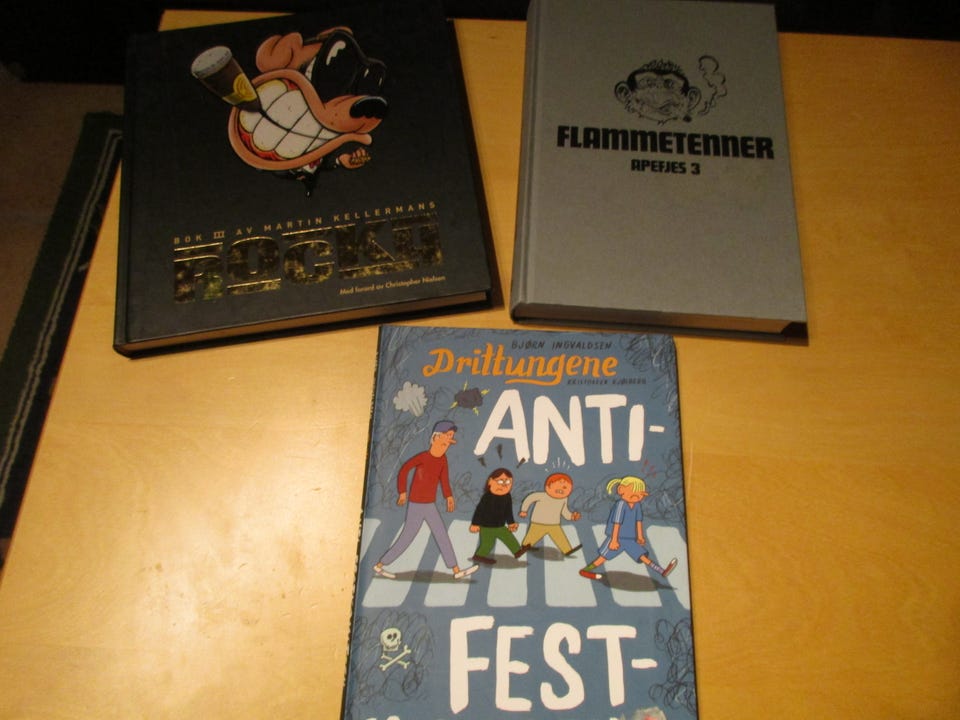 BOK III AV MARTIN KELLERMANS
ROCKY
Med forord av Christopher Nielsen
FLAMMETENNER
APEFJES 3
BJØRN INGVALDSEN
Drittungene
KRISTOFFER KJØLBERG
ANTI-
FEST-